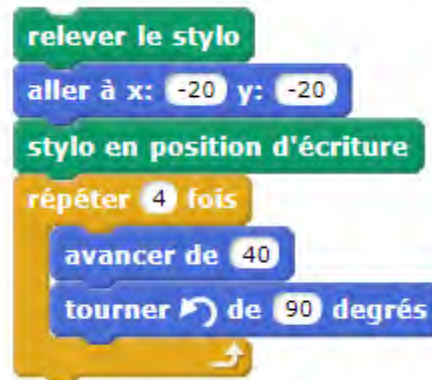 relever le stylo
aller à x: -20 y: -20
stylo en position d'écriture
répéter 4 fois
avancer de 40
tourner de 90 degrés